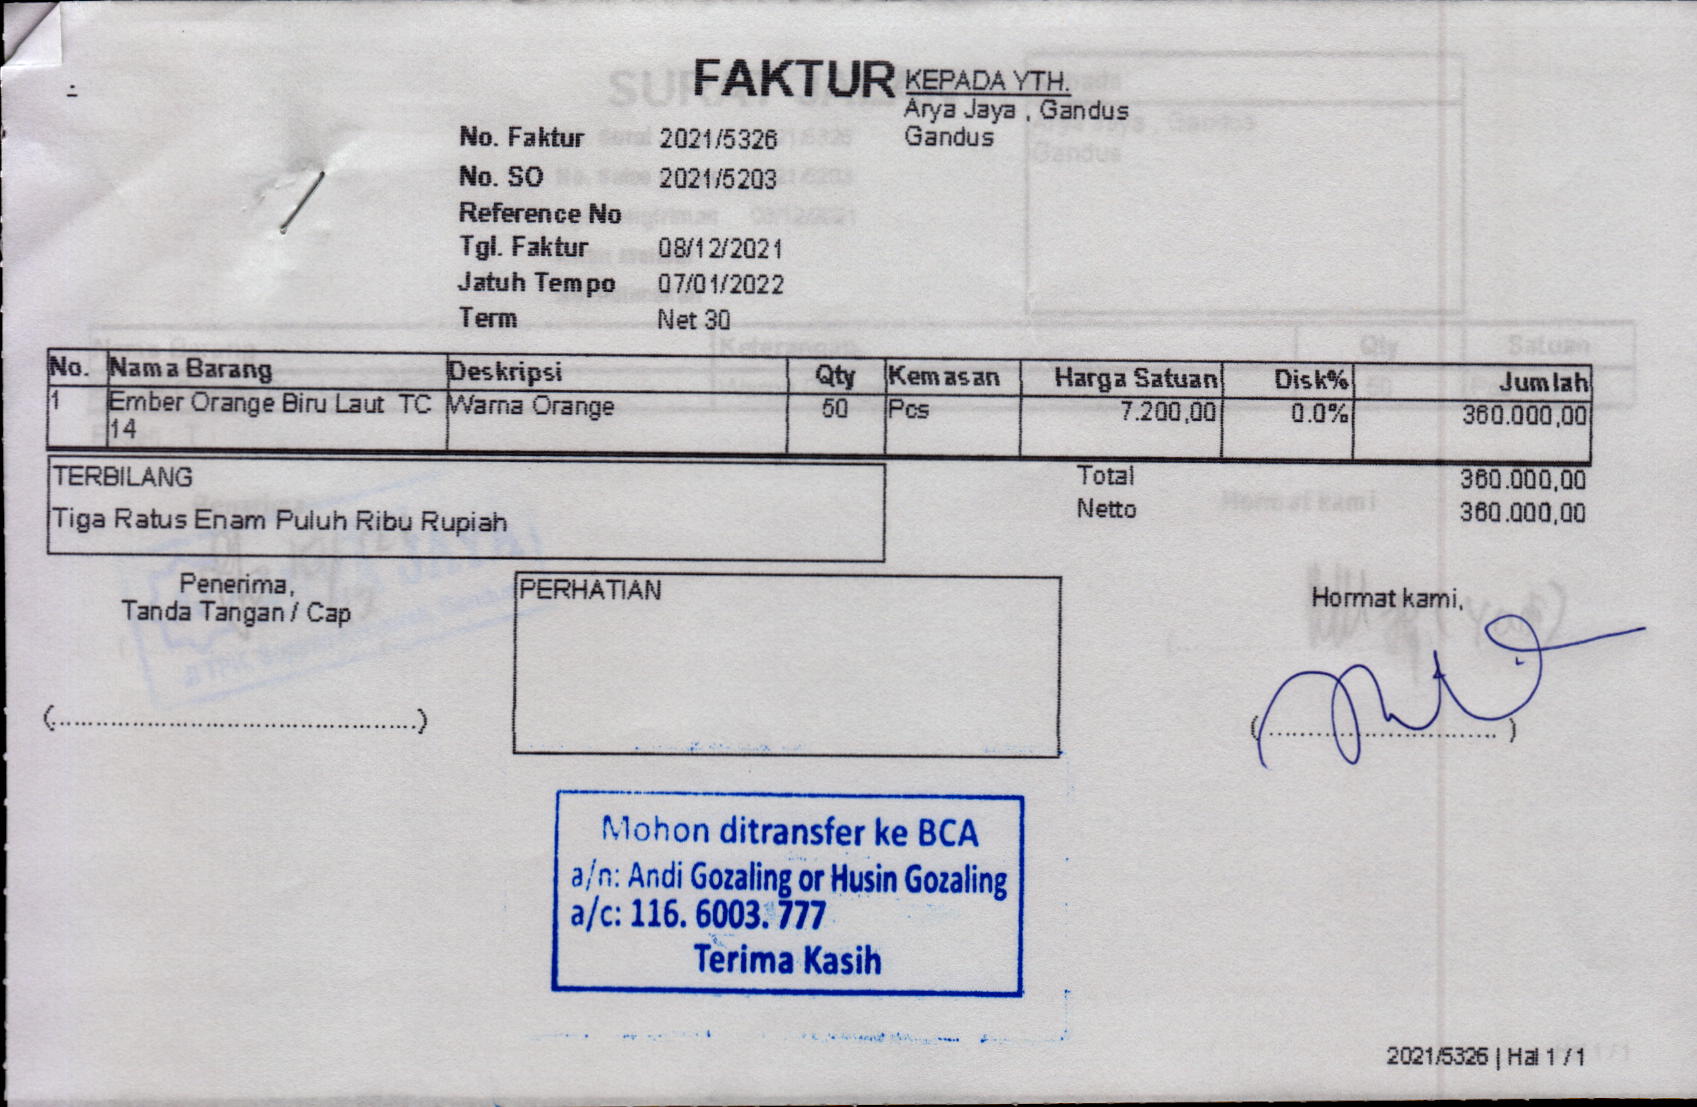 FAKTUR
KEPADA YTH.
Arya Jaya , Gandus
Gandus
No. Faktur 2021/5326
No. SO 2021/5203
Reference No
Tgl. Faktur 08/12/2021
Jatuh Tempo 07/01/2022
Term Net 30
No. Nama Barang Deskripsi Qty Kemasan Harga Satuan Disk% Jumlah
1 Ember Orange Biru Laut TC Warna Orange 50 Pcs 7.200,00 0.0% 360.000,00
14
TERBILANG
Tiga Ratus Enam Puluh Ribu Rupiah
Total 360.000,00
Netto 360.000,00
Penerima,
Tanda Tangan / Cap
(..................................................)
PERHATIAN
Hormat kami,
(................................)
Mohon ditransfer ke BCA
a/n: Andi Gozaling or Husin Gozaling
a/c: 116. 6003. 777
Terima Kasih
2021/5326 | Hal 1 / 1